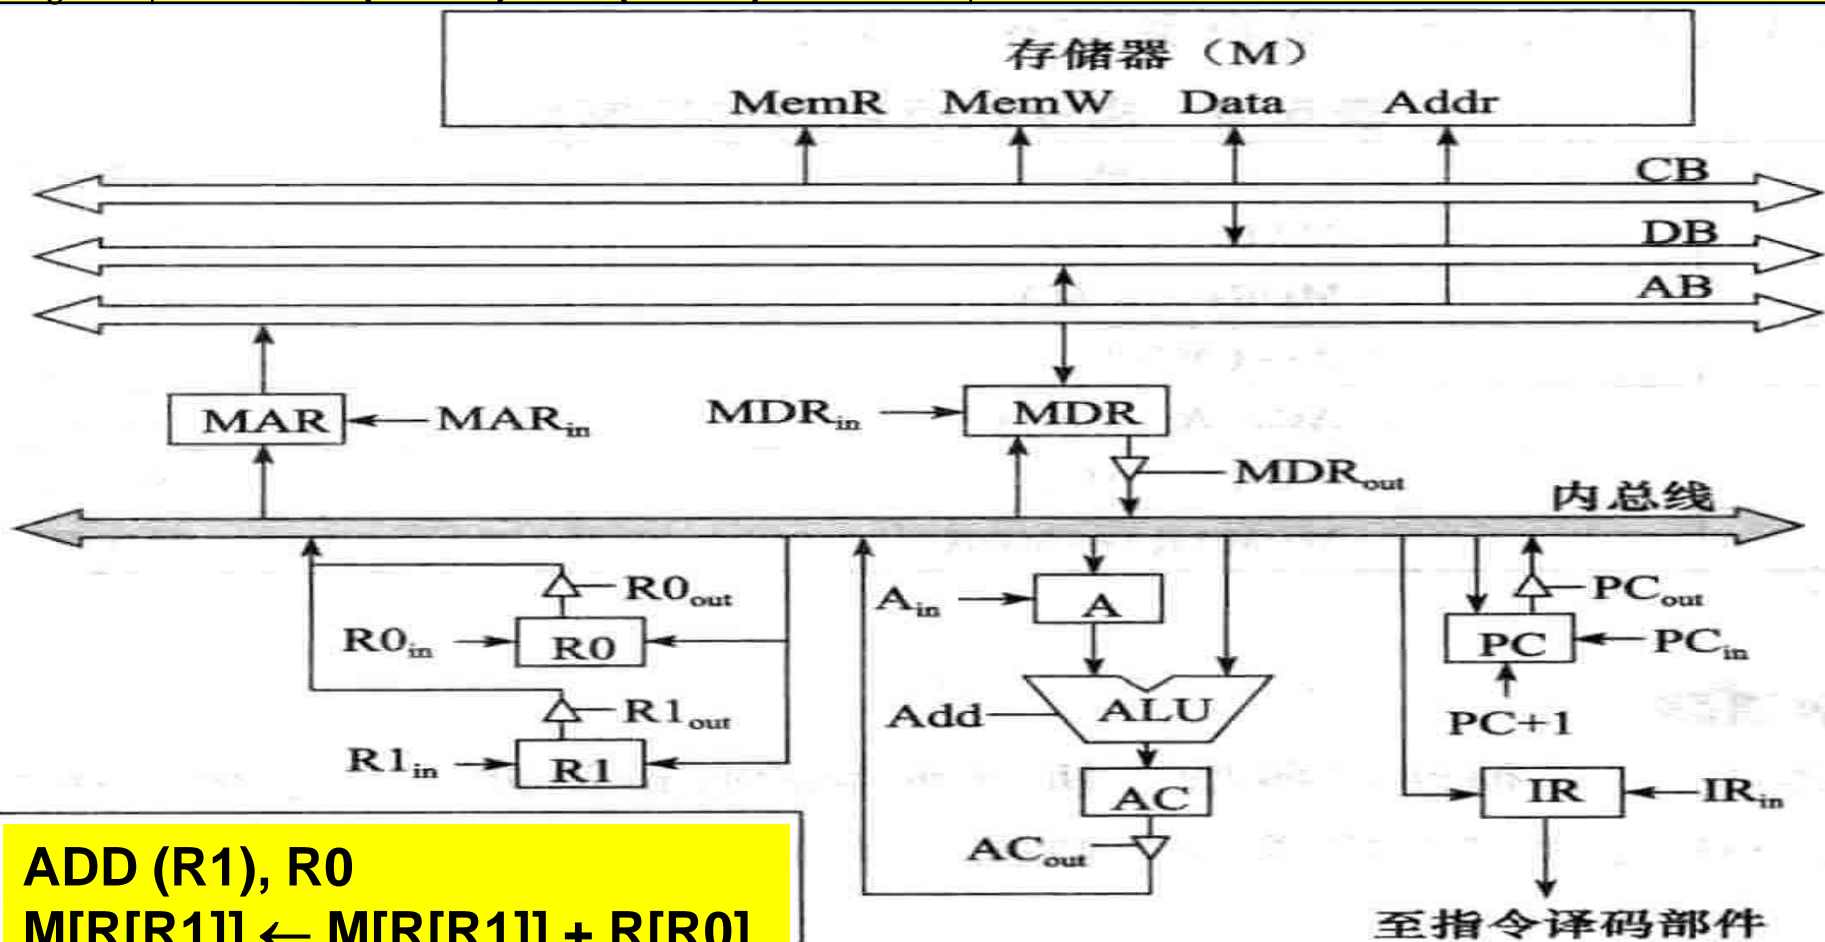 存储器（M）
MemR MemW Data Addr
CB
DB
AB
MAR
MARin
MDRin
MDR
MDRout
内总线
R0out
R0in
R0
R1out
R1in
R1
Ain
A
Add
ALU
AC
ACout
PCout
PC
PCin
PC+1
IR
IRin
至指令译码部件
ADD (R1), R0
M[R[R1]] ← M[R[R1]] + R[R0]